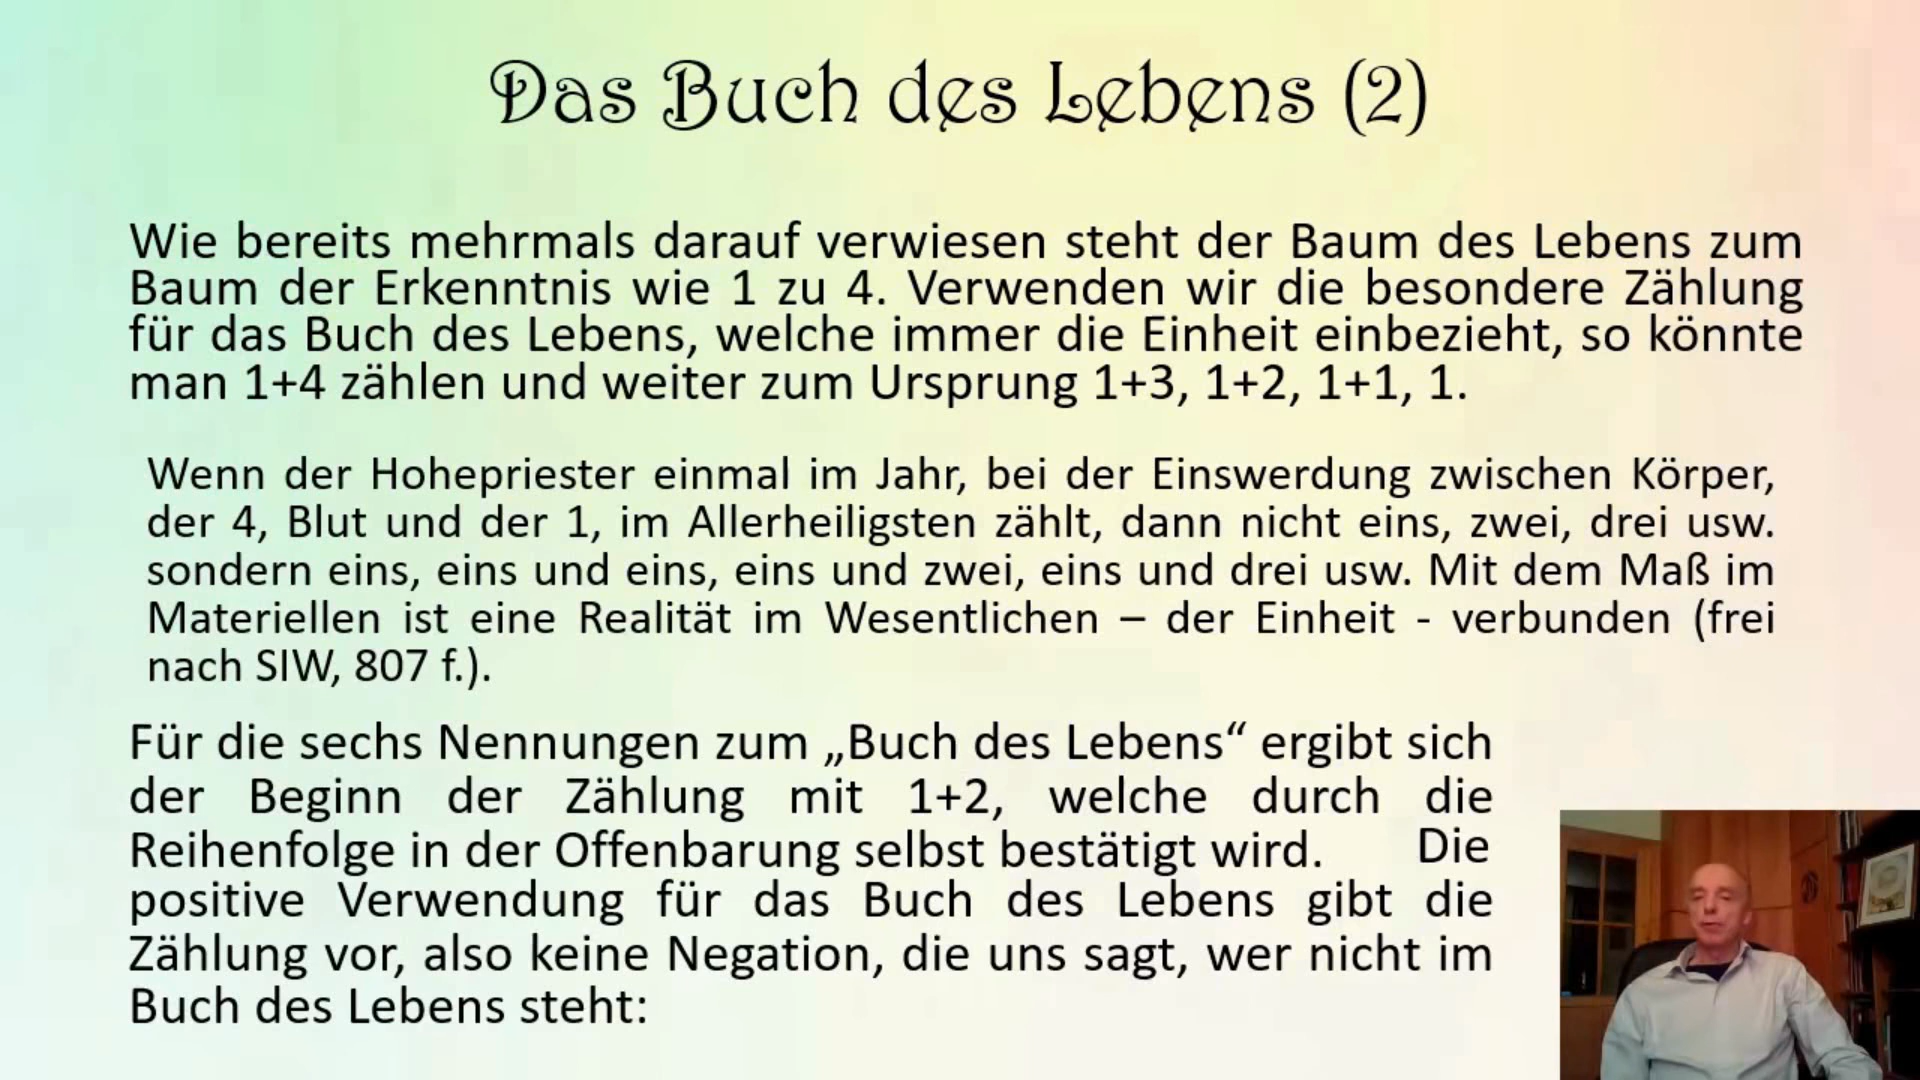 Das Buch des Lebens (2)
Wie bereits mehrmals darauf verwiesen steht der Baum des Lebens zum
Baum der Erkenntnis wie 1 zu 4. Verwenden wir die besondere Zählung
für das Buch des Lebens, welche immer die Einheit einbezieht, so könnte
man 1+4 zählen und weiter zum Ursprung 1+3, 1+2, 1+1, 1.
Wenn der Hohepriester einmal im Jahr, bei der Einswerdung zwischen Körper,
der 4, Blut und der 1, im Allerheiligsten zählt, dann nicht eins, zwei, drei usw.
sondern eins, eins und eins, eins und zwei, eins und drei usw. Mit dem Maß im
Materiellen ist eine Realität im Wesentlichen – der Einheit - verbunden (frei
nach SIW, 807 f.).
Für die sechs Nennungen zum „Buch des Lebens“ ergibt sich
der Beginn der Zählung mit 1+2, welche durch die
Reihenfolge in der Offenbarung selbst bestätigt wird. Die
positive Verwendung für das Buch des Lebens gibt die
Zählung vor, also keine Negation, die uns sagt, wer nicht im
Buch des Lebens steht: